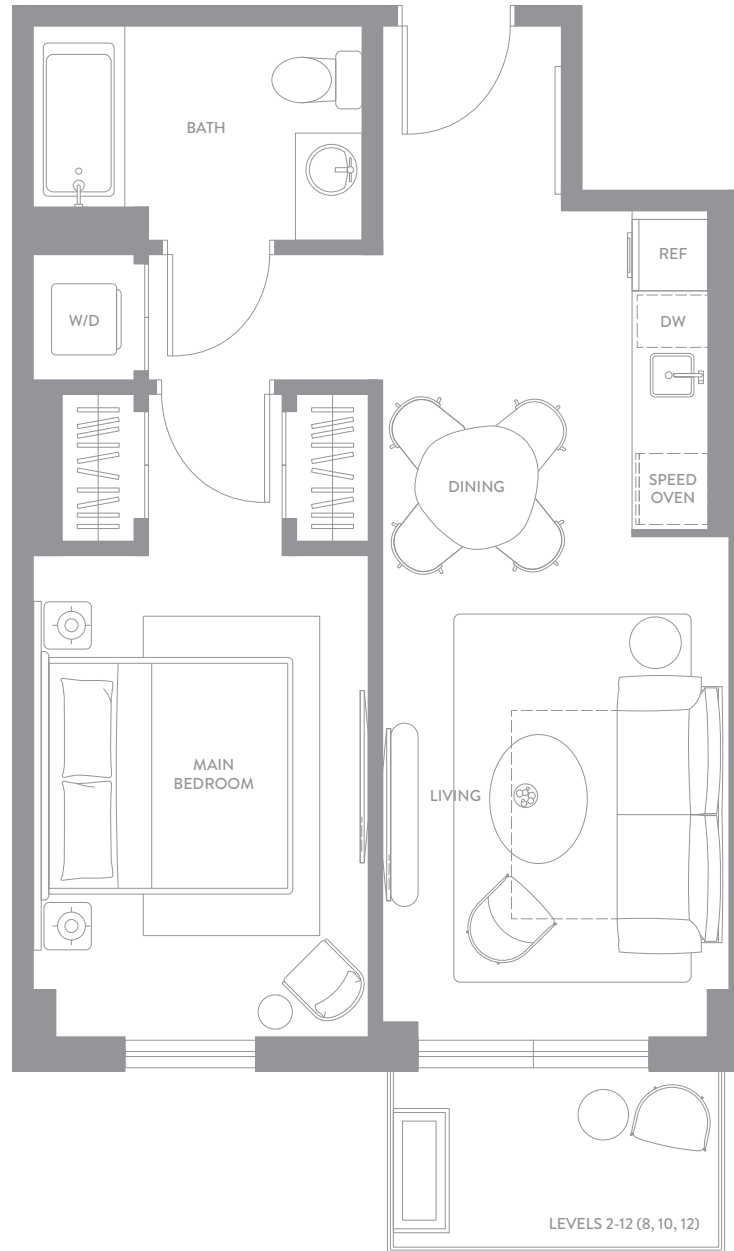 BATH
REF
W/D
DW
SPEED
OVEN
DINING
MAIN
BEDROOM
LIVING
LEVELS 2-12 (8, 10, 12)